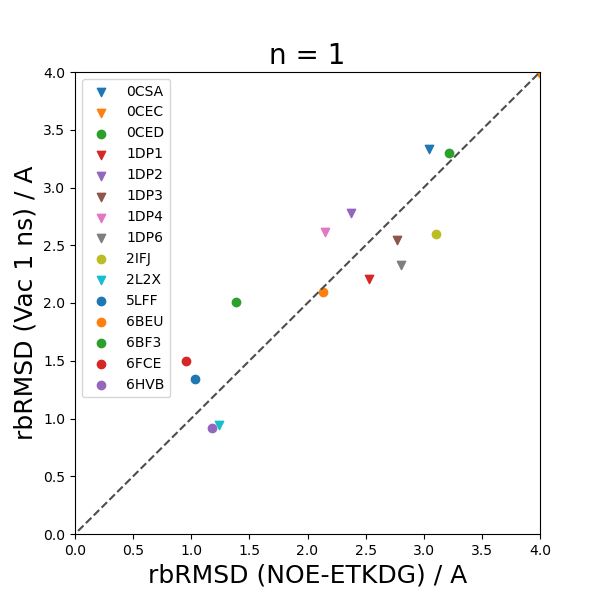 n = 1
rbRMSD (Vac 1 ns) / A
4.0
3.5
3.0
2.5
2.0
1.5
1.0
0.5
0.0
0CSA
0CEC
0CED
1DP1
1DP2
1DP3
1DP4
1DP6
2IFJ
2L2X
5LFF
6BEU
6BF3
6FCE
6HVB
0.0 0.5 1.0 1.5 2.0 2.5 3.0 3.5 4.0
rbRMSD (NOE-ETKDG) / A